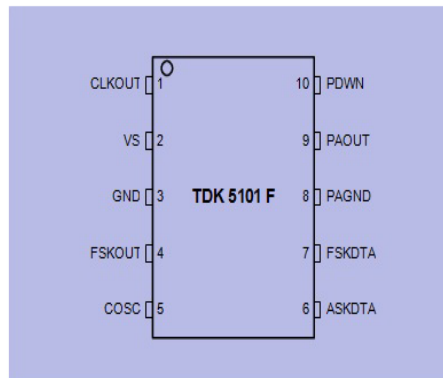 CLKOUT 1 10 PDWN
VS 2 9 PAOUT
GND 3 TDK 5101 F 8 PAGND
FSKOUT 4 7 FSKDTA
COSC 5 6 ASKDTA